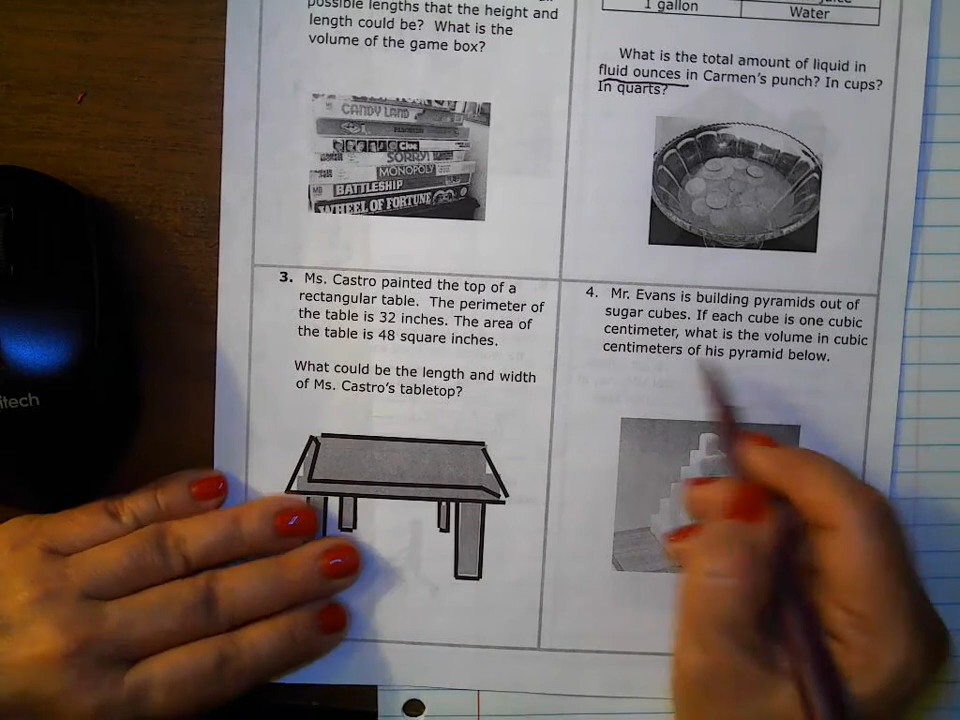 possible lengths that the height and
length could be? What is the
volume of the game box?
CANDY LAND
Clue
SORRY!
MONOPOLY
BATTLESHIP
WHEEL OF FORTUNE
1 gallon
Water
What is the total amount of liquid in
fluid ounces in Carmen's punch? In cups?
In quarts?
3. Ms. Castro painted the top of a
rectangular table. The perimeter of
the table is 32 inches. The area of
the table is 48 square inches.
What could be the length and width
of Ms. Castro's tabletop?
4. Mr. Evans is building pyramids out of
sugar cubes. If each cube is one cubic
centimeter, what is the volume in cubic
centimeters of his pyramid below.
itech